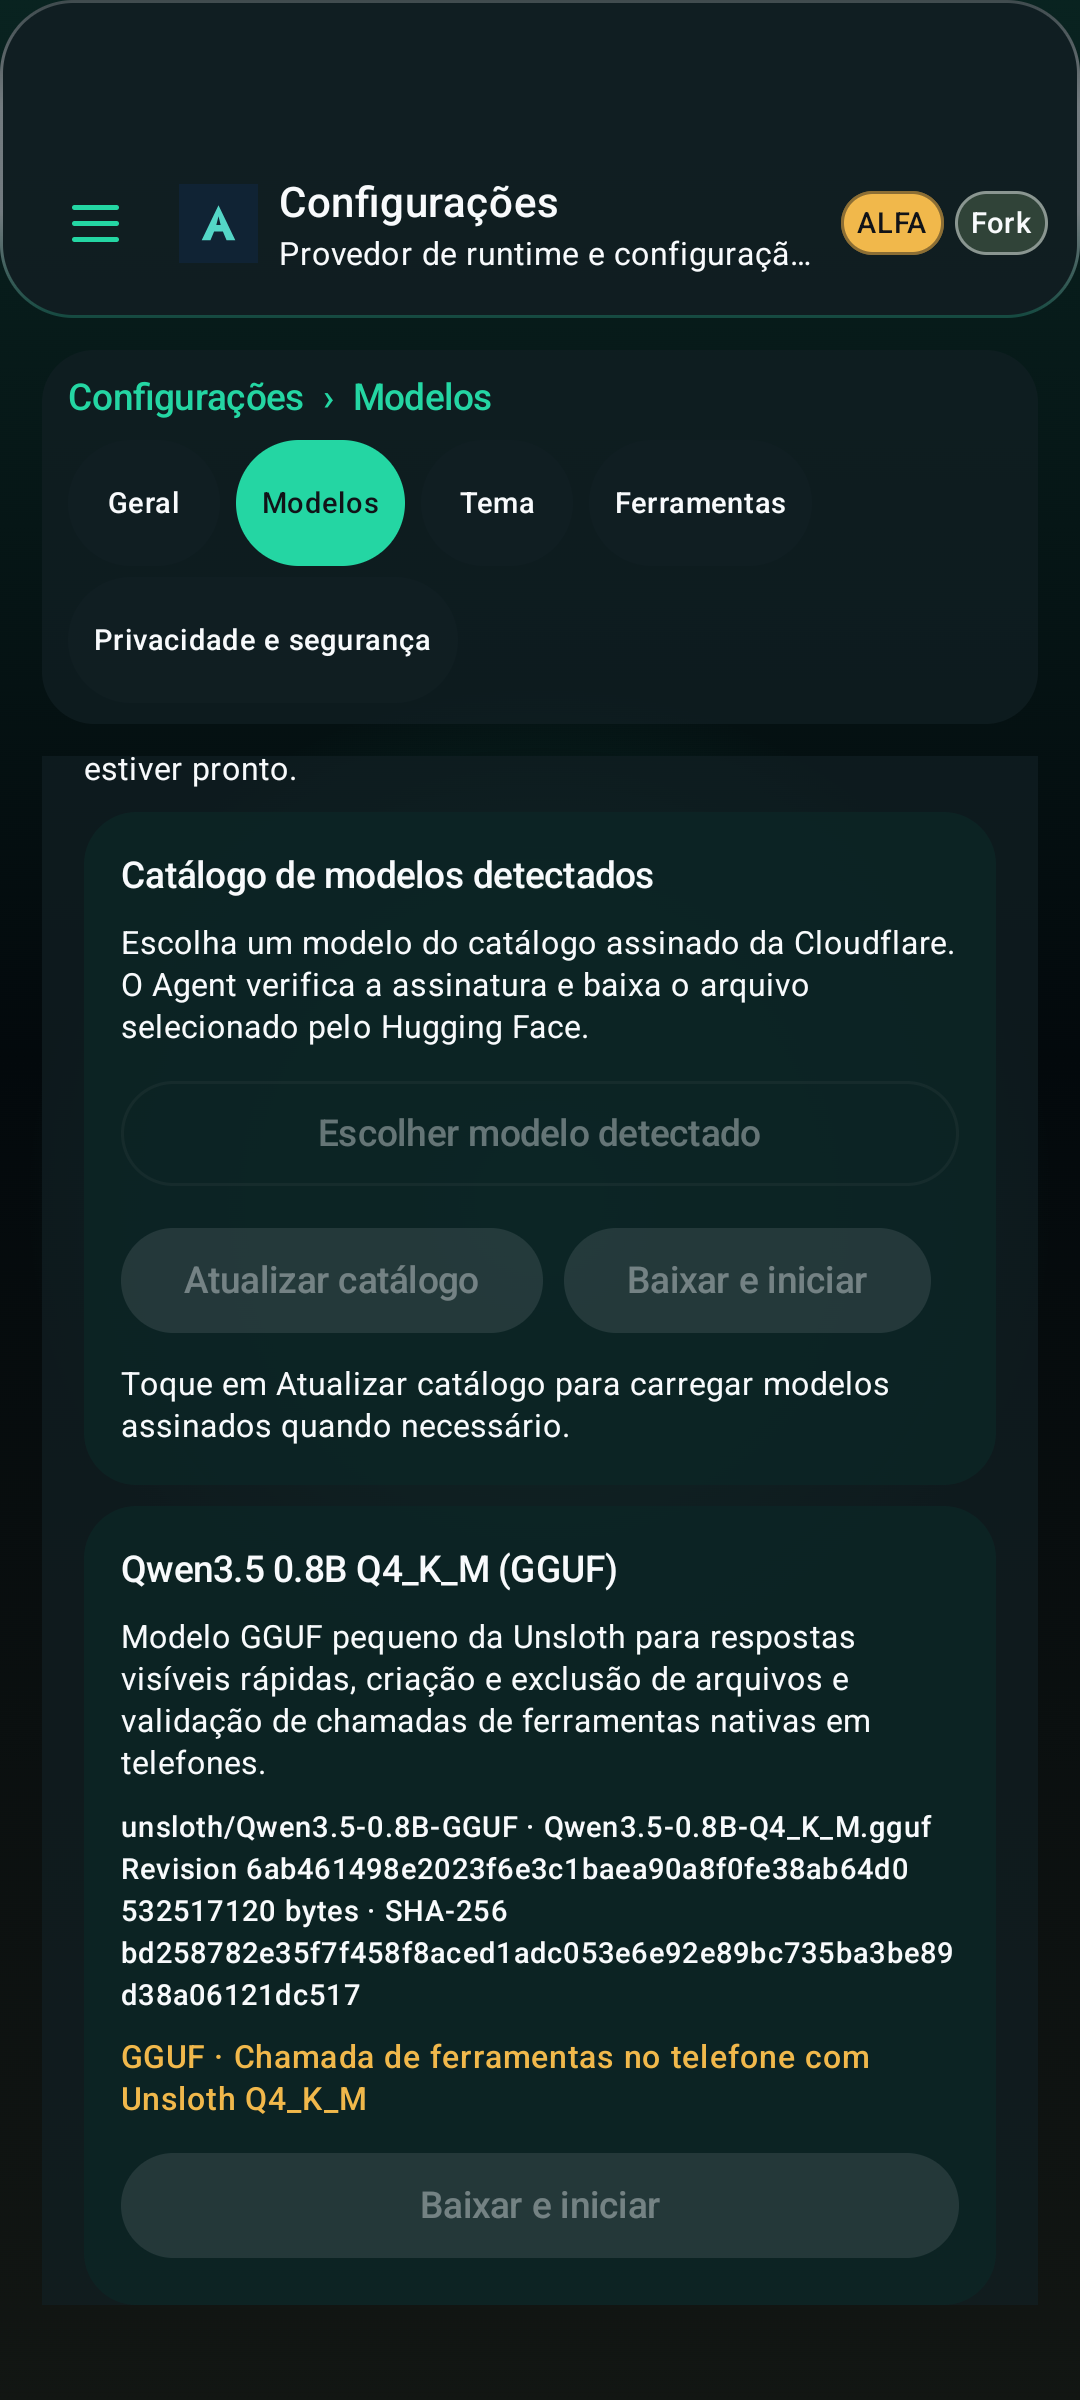 Configurações
Provedor de runtime e configuraçã...
ALFA
Fork
Configurações › Modelos
Geral
Modelos
Tema
Ferramentas
Privacidade e segurança
estiver pronto.
Catálogo de modelos detectados
Escolha um modelo do catálogo assinado da Cloudflare.
O Agent verifica a assinatura e baixa o arquivo
selecionado pelo Hugging Face.
Escolher modelo detectado
Atualizar catálogo
Baixar e iniciar
Toque em Atualizar catálogo para carregar modelos
assinados quando necessário.
Qwen3.5 0.8B Q4_K_M (GGUF)
Modelo GGUF pequeno da Unsloth para respostas
visíveis rápidas, criação e exclusão de arquivos e
validação de chamadas de ferramentas nativas em
telefones.
unsloth/Qwen3.5-0.8B-GGUF · Qwen3.5-0.8B-Q4_K_M.gguf
Revision 6ab461498e2023f6e3c1baea90a8f0fe38ab64d0
532517120 bytes · SHA-256
bd258782e35f7f458f8aced1adc053e6e92e89bc735ba3be89
d38a06121dc517
GGUF · Chamada de ferramentas no telefone com
Unsloth Q4_K_M
Baixar e iniciar